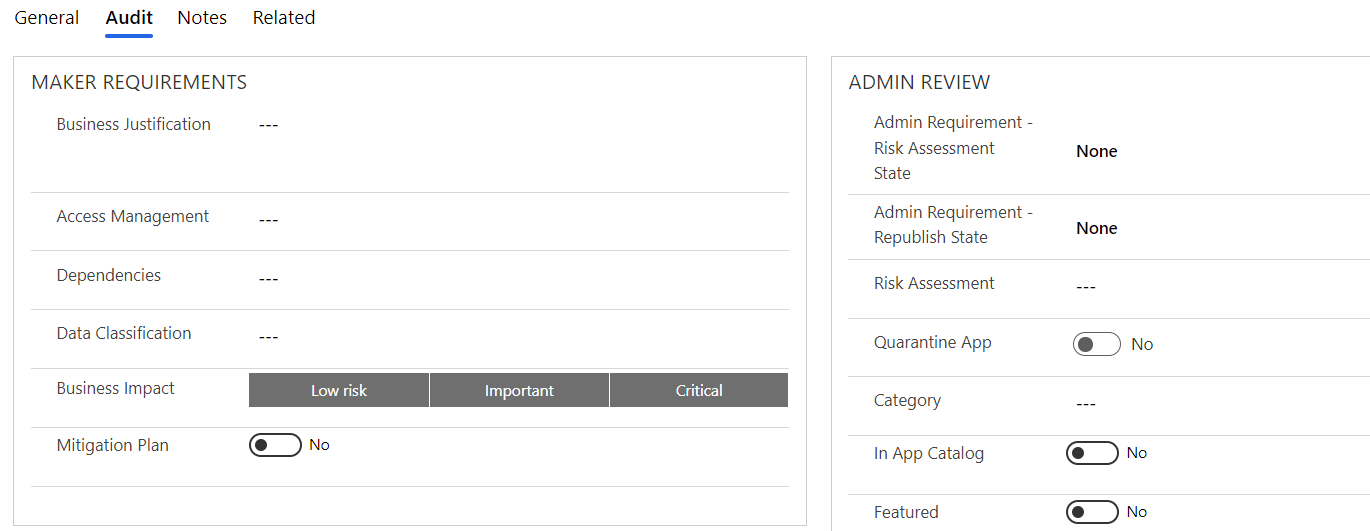 General Audit Notes Related
MAKER REQUIREMENTS
Business Justification ---
Access Management ---
Dependencies ---
Data Classification ---
Business Impact Low risk Important Critical
Mitigation Plan No
ADMIN REVIEW
Admin Requirement -
Risk Assessment
State
None
Admin Requirement -
Republish State
None
Risk Assessment ---
Quarantine App No
Category ---
In App Catalog No
Featured No